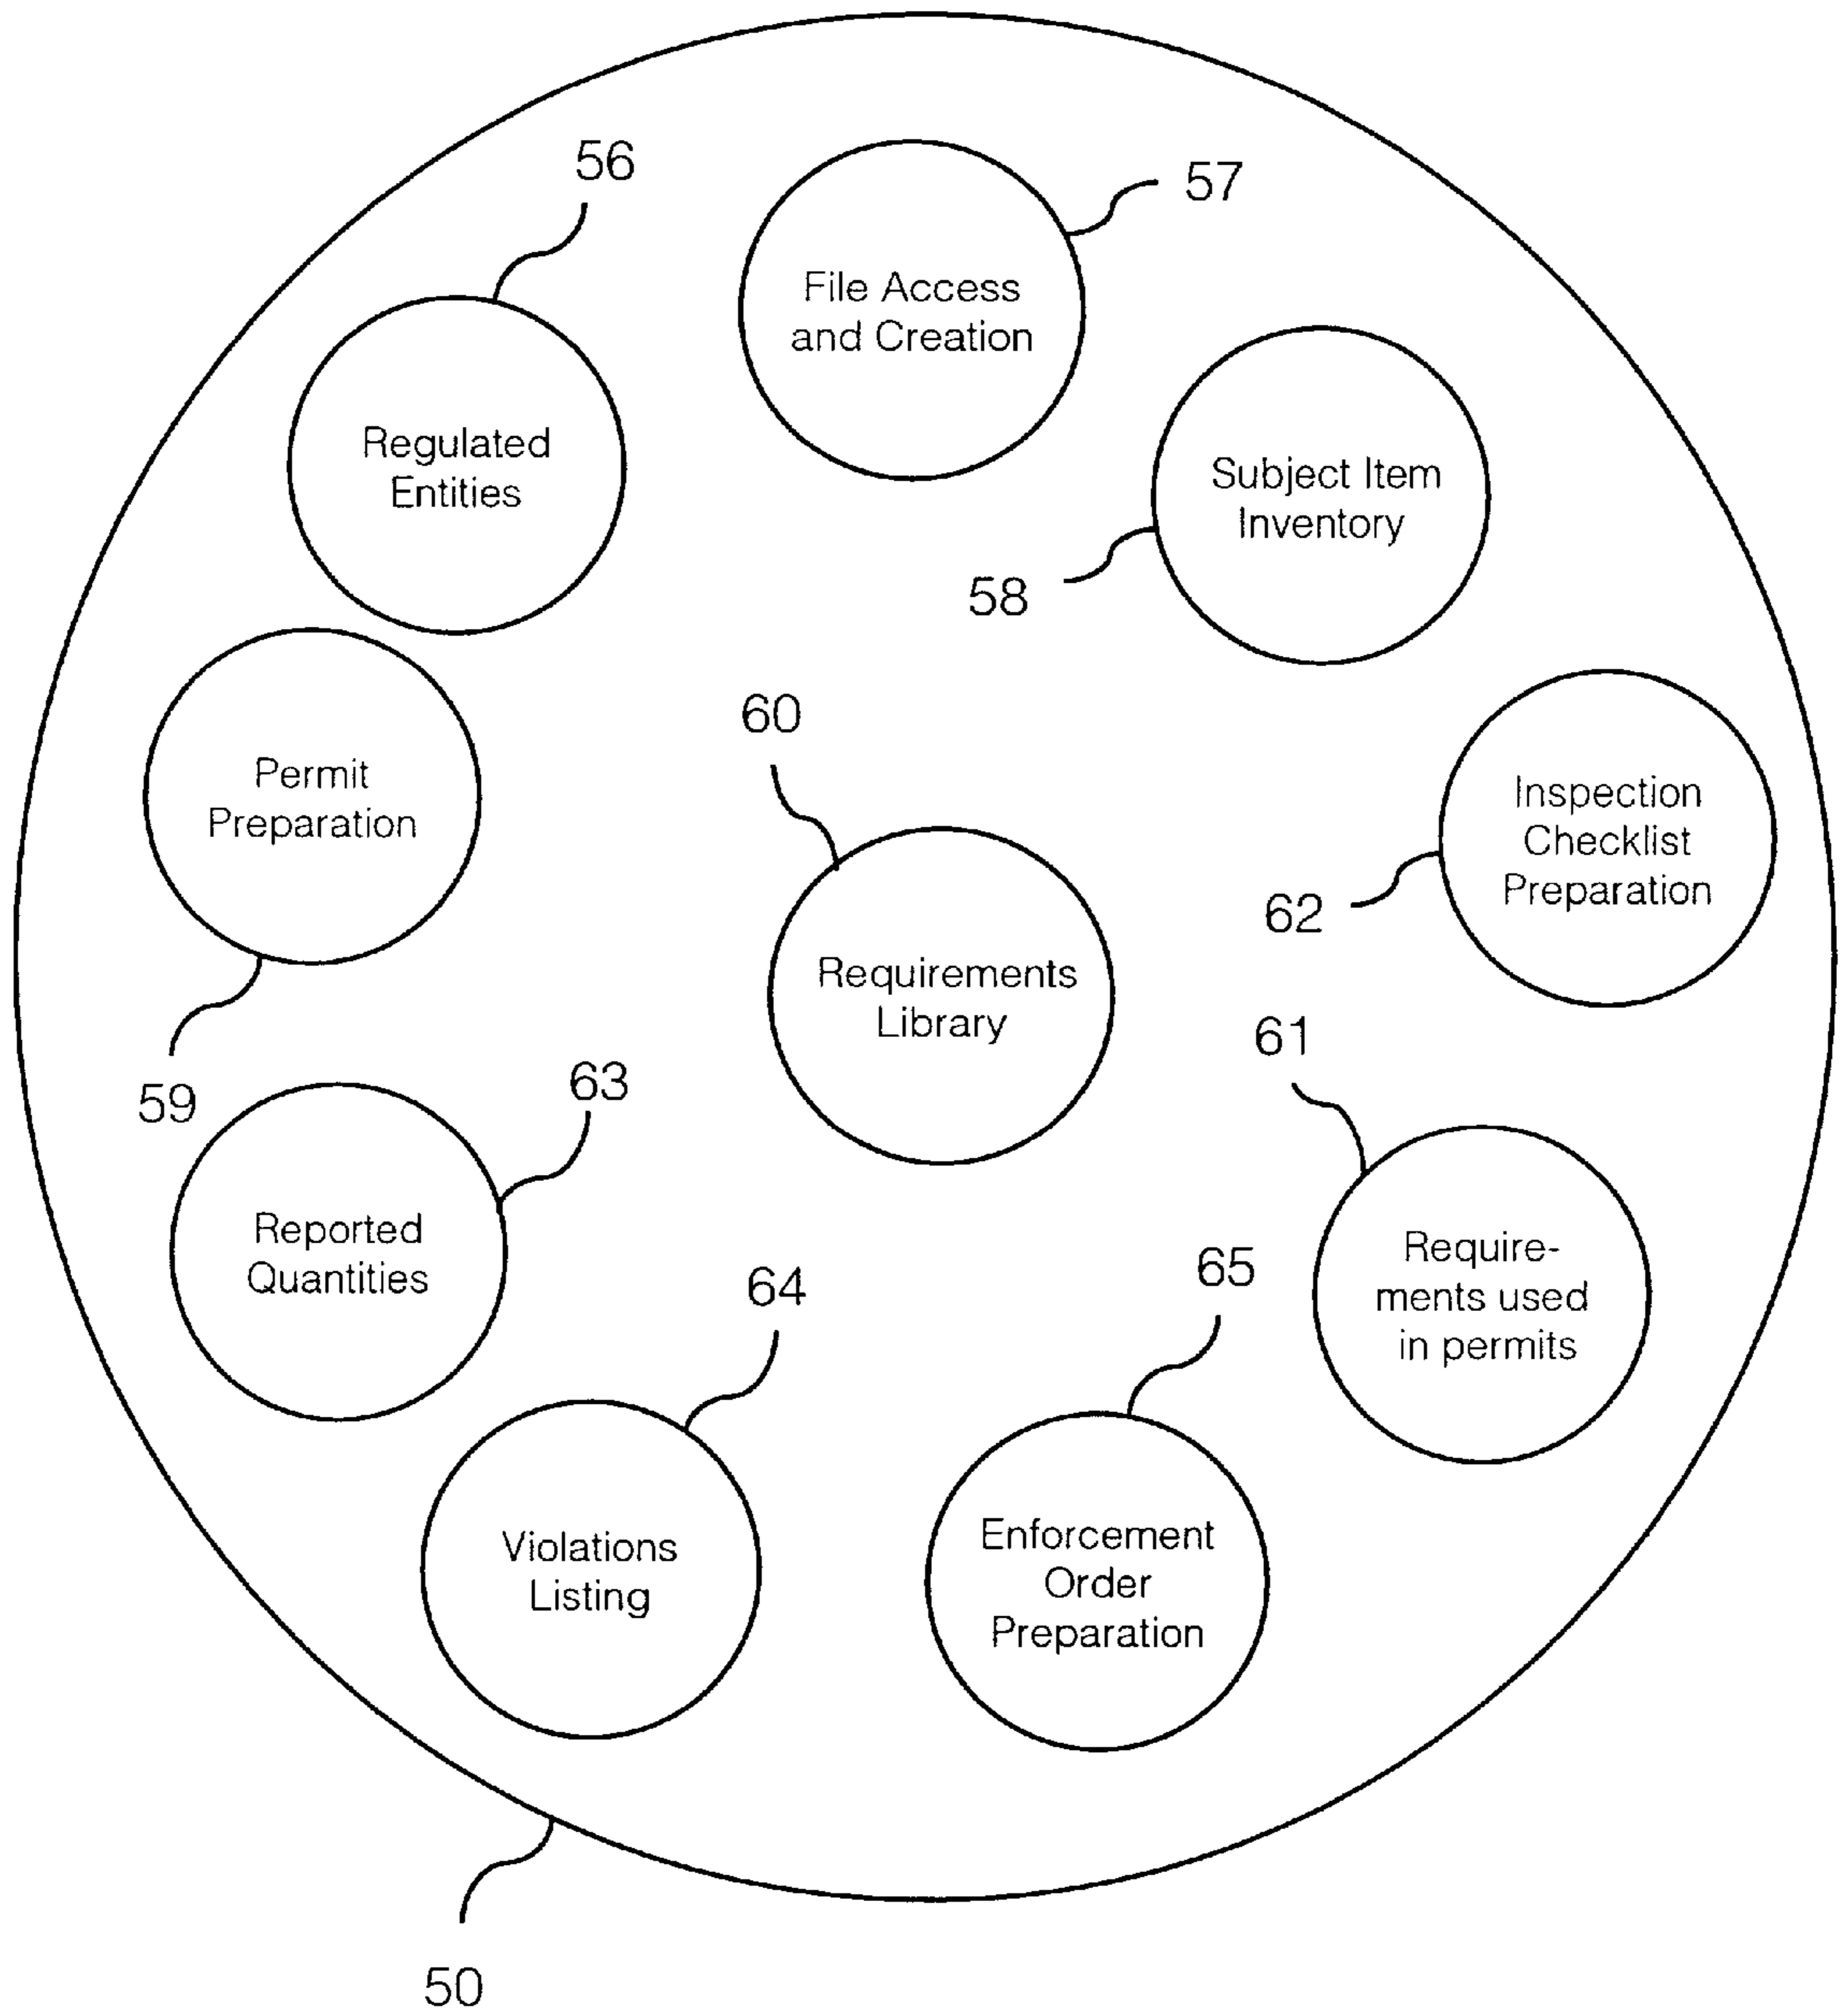 56
57
File Access
and Creation
Regulated
Entities
Subject Item
Inventory
58
60
Permit
Preparation
Inspection
Checklist
Preparation
62
Requirements
Library
61
59
63
Reported
Quantities
65
Require-
ments used
in permits
64
Violations
Listing
Enforcement
Order
Preparation
50